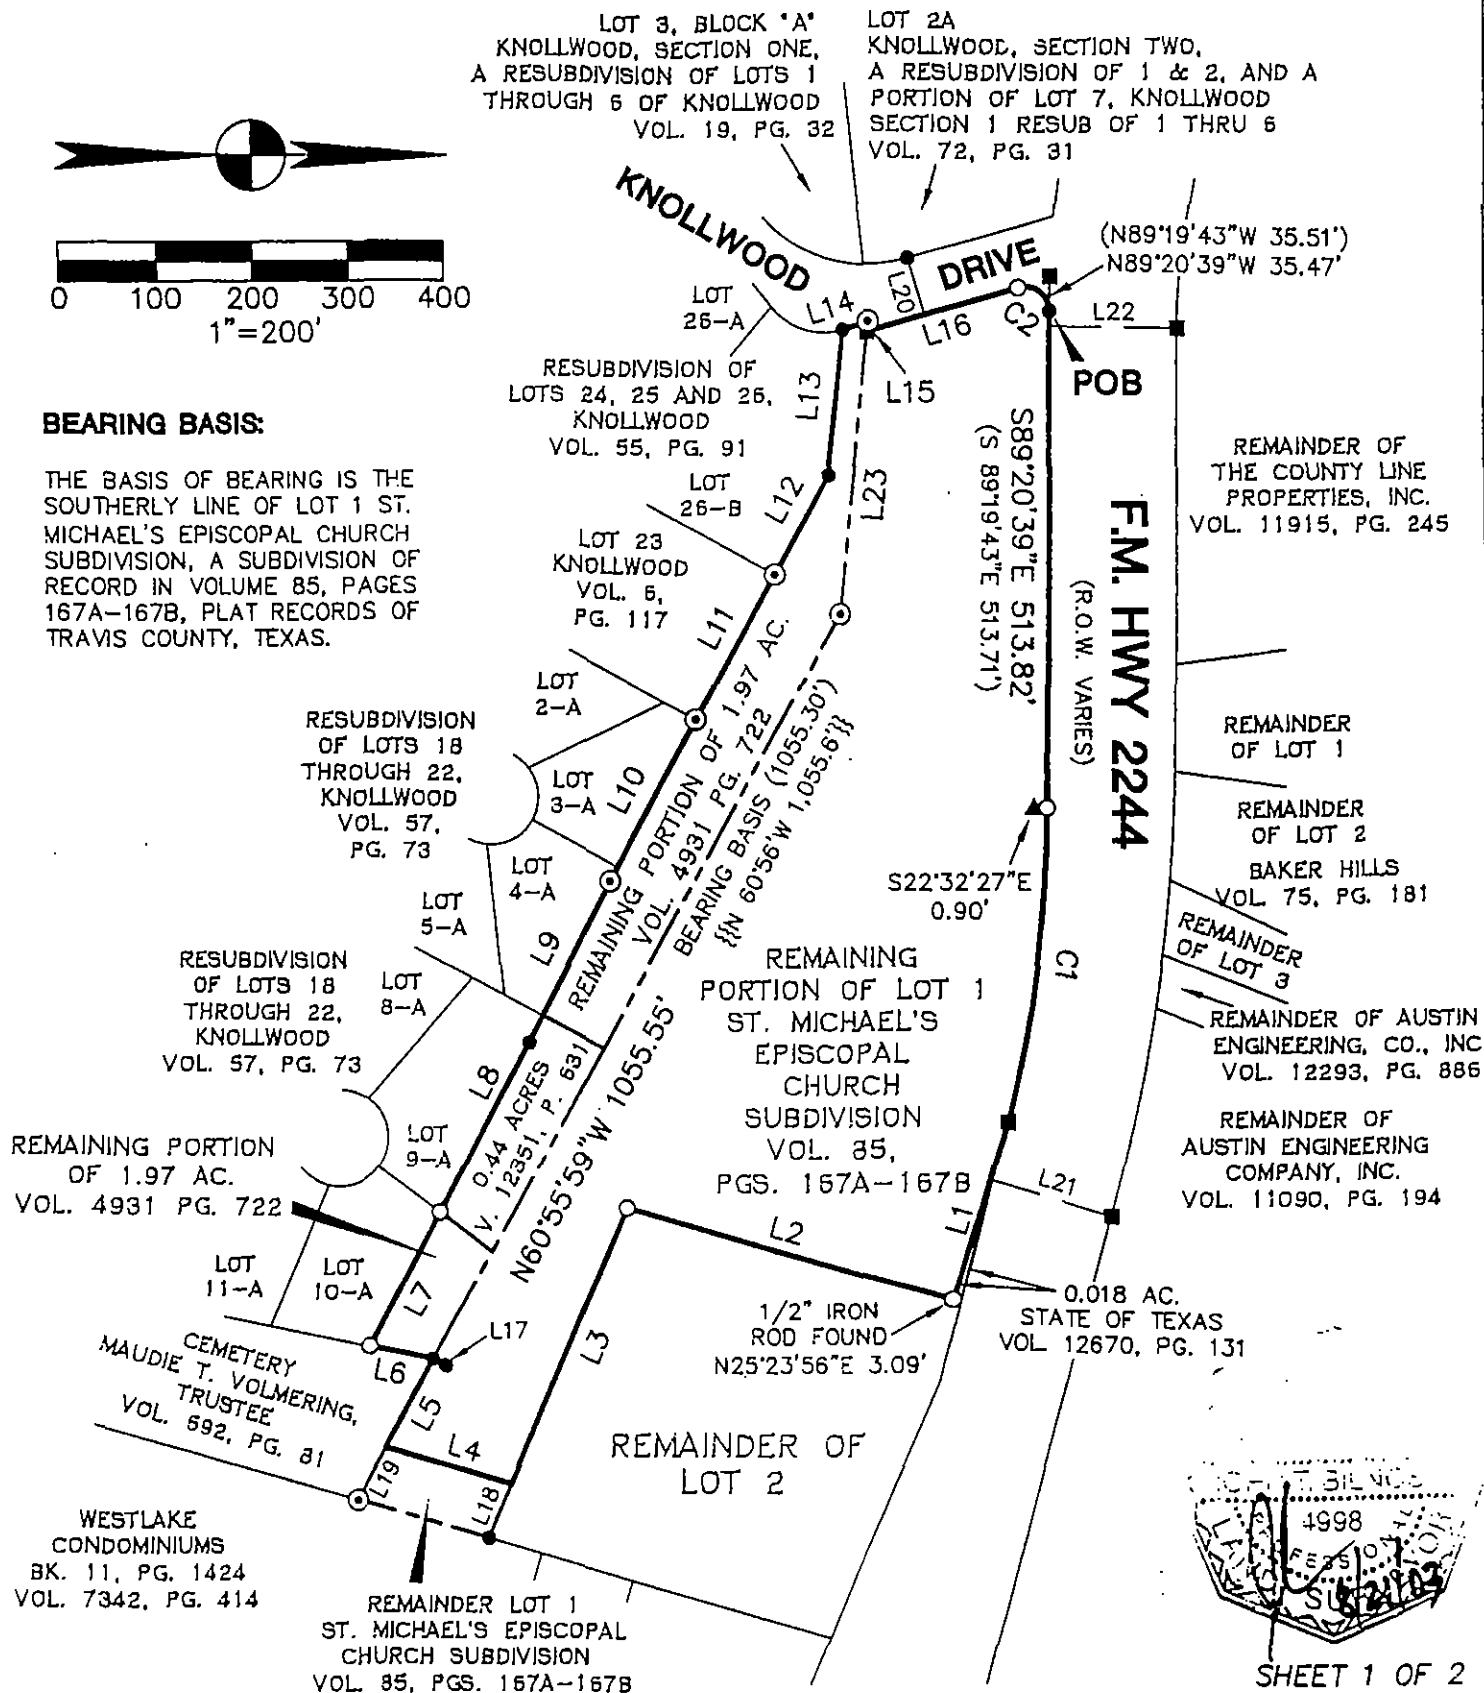 LOT 3, BLOCK "A"
KNOLLWOOD, SECTION ONE,
A RESUBDIVISION OF LOTS 1
THROUGH 6 OF KNOLLWOOD
VOL. 19, PG. 32
LOT 2A
KNOLLWOOD, SECTION TWO,
A RESUBDIVISION OF 1 & 2, AND A
PORTION OF LOT 7, KNOLLWOOD
SECTION 1 RESUB OF 1 THRU 6
VOL. 72, PG. 31
0 100 200 300 400
1"=200'
KNOLLWOOD
DRIVE
(N89°19'43"W 35.51')
N89°20'39"W 35.47'
L20
L14
L16
C2
L22
POB
L15
LOT
26-A
RESUBDIVISION OF
LOTS 24, 25 AND 26,
KNOLLWOOD
VOL. 55, PG. 91
L13
L23
L12
LOT
26-B
BEARING BASIS:
THE BASIS OF BEARING IS THE
SOUTHERLY LINE OF LOT 1 ST.
MICHAEL'S EPISCOPAL CHURCH
SUBDIVISION, A SUBDIVISION OF
RECORD IN VOLUME 85, PAGES
167A-167B, PLAT RECORDS OF
TRAVIS COUNTY, TEXAS.
S89°20'39"E 513.82'
(S 89°19'43"E 513.71')
F.M. HWY 2244
(R.O.W. VARIES)
REMAINDER OF
THE COUNTY LINE
PROPERTIES, INC.
VOL. 11915, PG. 245
LOT 23
KNOLLWOOD
VOL. 6,
PG. 117
L11
LOT
2-A
RESUBDIVISION
OF LOTS 18
THROUGH 22,
KNOLLWOOD
VOL. 57,
PG. 73
LOT
3-A
L10
LOT
4-A
LOT
5-A
L9
REMAINING PORTION OF 1.97 AC.
VOL. 4931 PG. 722
BEARING BASIS (1055.30')
{{N 60°56'W 1,055.6'}}
N60°55'59"W 1055.55'
REMAINDER
OF LOT 1
REMAINDER
OF LOT 2
BAKER HILLS
VOL. 75, PG. 181
REMAINDER
OF LOT 3
S22°32'27"E
0.90'
C1
REMAINING
PORTION OF LOT 1
ST. MICHAEL'S
EPISCOPAL
CHURCH
SUBDIVISION
VOL. 85,
PGS. 167A-167B
REMAINDER OF AUSTIN
ENGINEERING, CO., INC
VOL. 12293, PG. 886
REMAINDER OF
AUSTIN ENGINEERING
COMPANY, INC.
VOL. 11090, PG. 194
RESUBDIVISION
OF LOTS 18
THROUGH 22,
KNOLLWOOD
VOL. 57, PG. 73
LOT
8-A
L8
0.44 ACRES
V. 12351, P. 631
LOT
9-A
REMAINING PORTION
OF 1.97 AC.
VOL. 4931 PG. 722
L21
L1
L2
LOT
11-A
LOT
10-A
L7
L17
L6
L3
1/2" IRON
ROD FOUND
N25°23'56"E 3.09'
0.018 AC.
STATE OF TEXAS
VOL. 12670, PG. 131
CEMETERY
MAUDIE T. VOLMERING,
TRUSTEE
VOL. 692, PG. 81
L5
L4
L19
L18
REMAINDER OF
LOT 2
WESTLAKE
CONDOMINIUMS
BK. 11, PG. 1424
VOL. 7342, PG. 414
REMAINDER LOT 1
ST. MICHAEL'S EPISCOPAL
CHURCH SUBDIVISION
VOL. 85, PGS. 167A-167B
4998
SHEET 1 OF 2